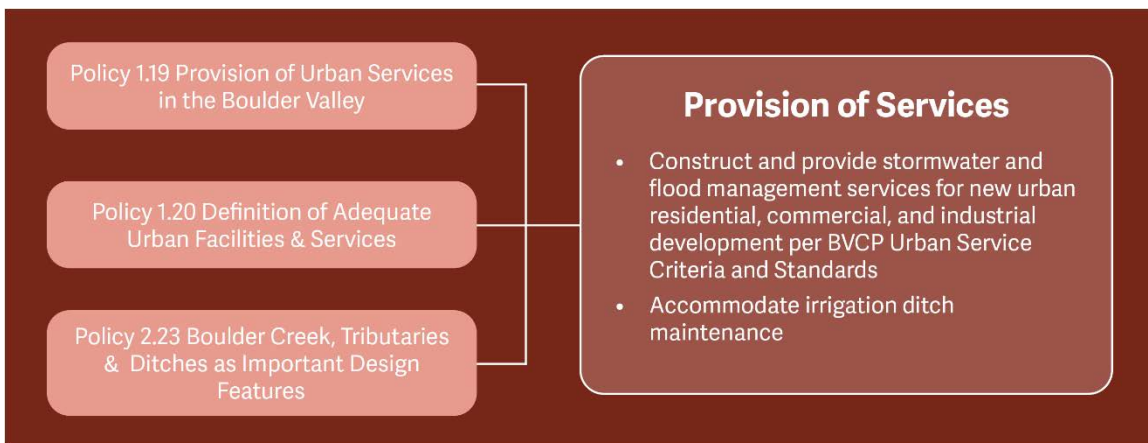 Policy 1.19 Provision of Urban Services
in the Boulder Valley
Policy 1.20 Definition of Adequate
Urban Facilities & Services
Policy 2.23 Boulder Creek, Tributaries
& Ditches as Important Design
Features
Provision of Services
• Construct and provide stormwater and
flood management services for new urban
residential, commercial, and industrial
development per BVCP Urban Service
Criteria and Standards
• Accommodate irrigation ditch
maintenance